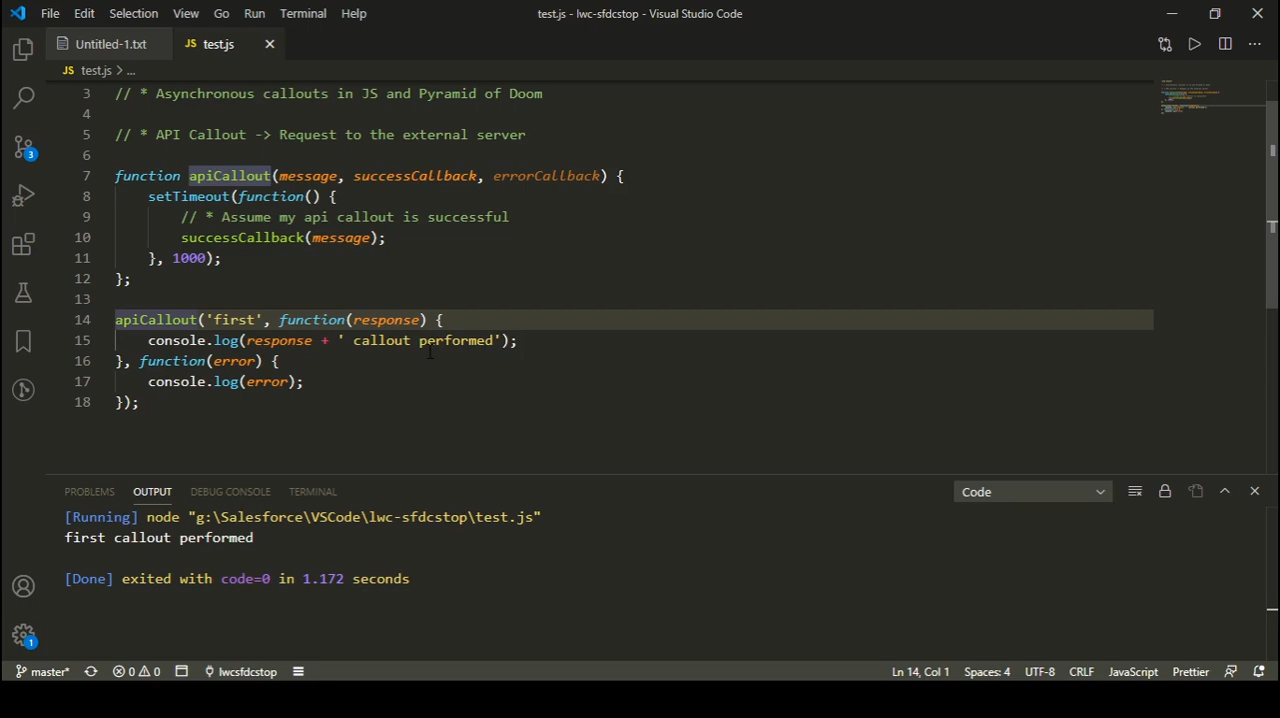 File Edit Selection View Go Run Terminal Help test.js - lwc-sfdcstop - Visual Studio Code
Untitled-1.txt JS test.js
JS test.js > ...
3 // * Asynchronous callouts in JS and Pyramid of Doom
4
5 // * API Callout -> Request to the external server
6
7 function apiCallout(message, successCallback, errorCallback) {
8 setTimeout(function() {
9 // * Assume my api callout is successful
10 successCallback(message);
11 }, 1000);
12 };
13
14 apiCallout('first', function(response) {
15 console.log(response + ' callout performed');
16 }, function(error) {
17 console.log(error);
18 });
3
PROBLEMS OUTPUT DEBUG CONSOLE TERMINAL Code
[Running] node "g:\Salesforce\VSCode\lwc-sfdcstop\test.js"
first callout performed
[Done] exited with code=0 in 1.172 seconds
1
master* 0 0 lwcsfdcstop Ln 14, Col 1 Spaces: 4 UTF-8 CRLF JavaScript Prettier